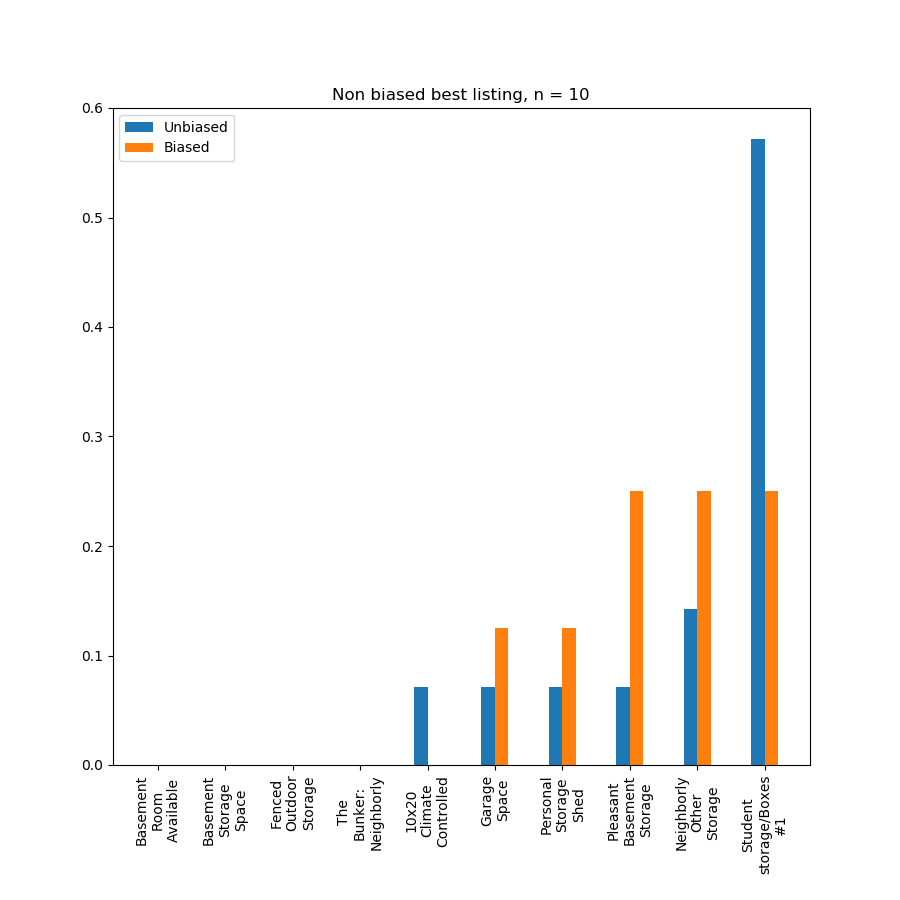 Non biased best listing, n = 10
Unbiased
Biased
0.6
0.5
0.4
0.3
0.2
0.1
0.0
Basement
Room
Available
Basement
Storage
Space
Fenced
Outdoor
Storage
The
Bunker:
Neighborly
10x20
Climate
Controlled
Garage
Space
Personal
Storage
Shed
Pleasant
Basement
Storage
Neighborly
Other
Storage
Student
storage/Boxes
#1